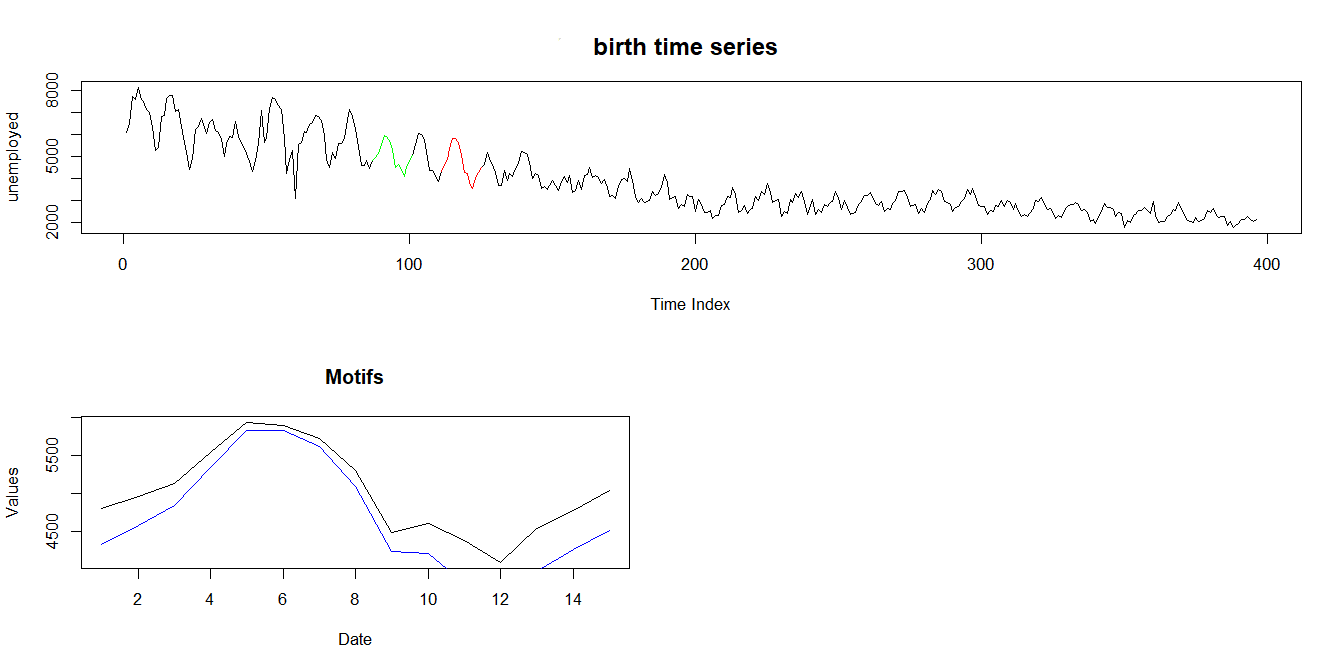 birth time series
unemployed
8000
5000
2000
0 100 200 300 400
Time Index
Motifs
Values
5500
4500
2 4 6 8 10 12 14
Date